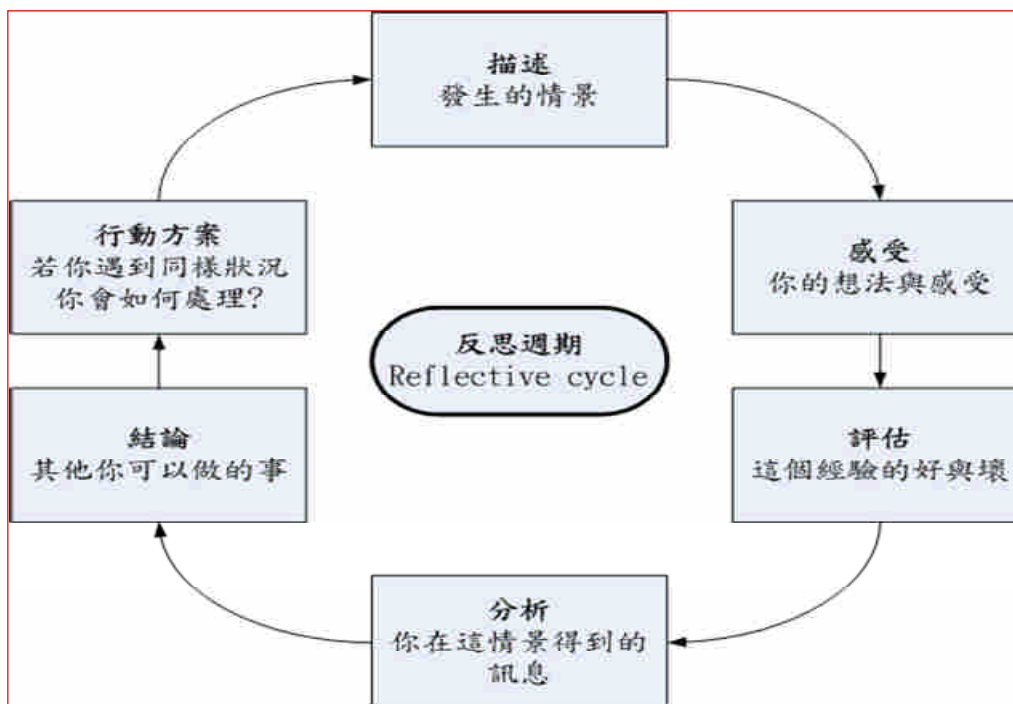 描述
發生的情景
感受
你的想法與感受
評估
這個經驗的好與壞
分析
你在這情景得到的
訊息
結論
其他你可以做的事
行動方案
若你遇到同樣狀況
你會如何處理?
反思週期
Reflective cycle